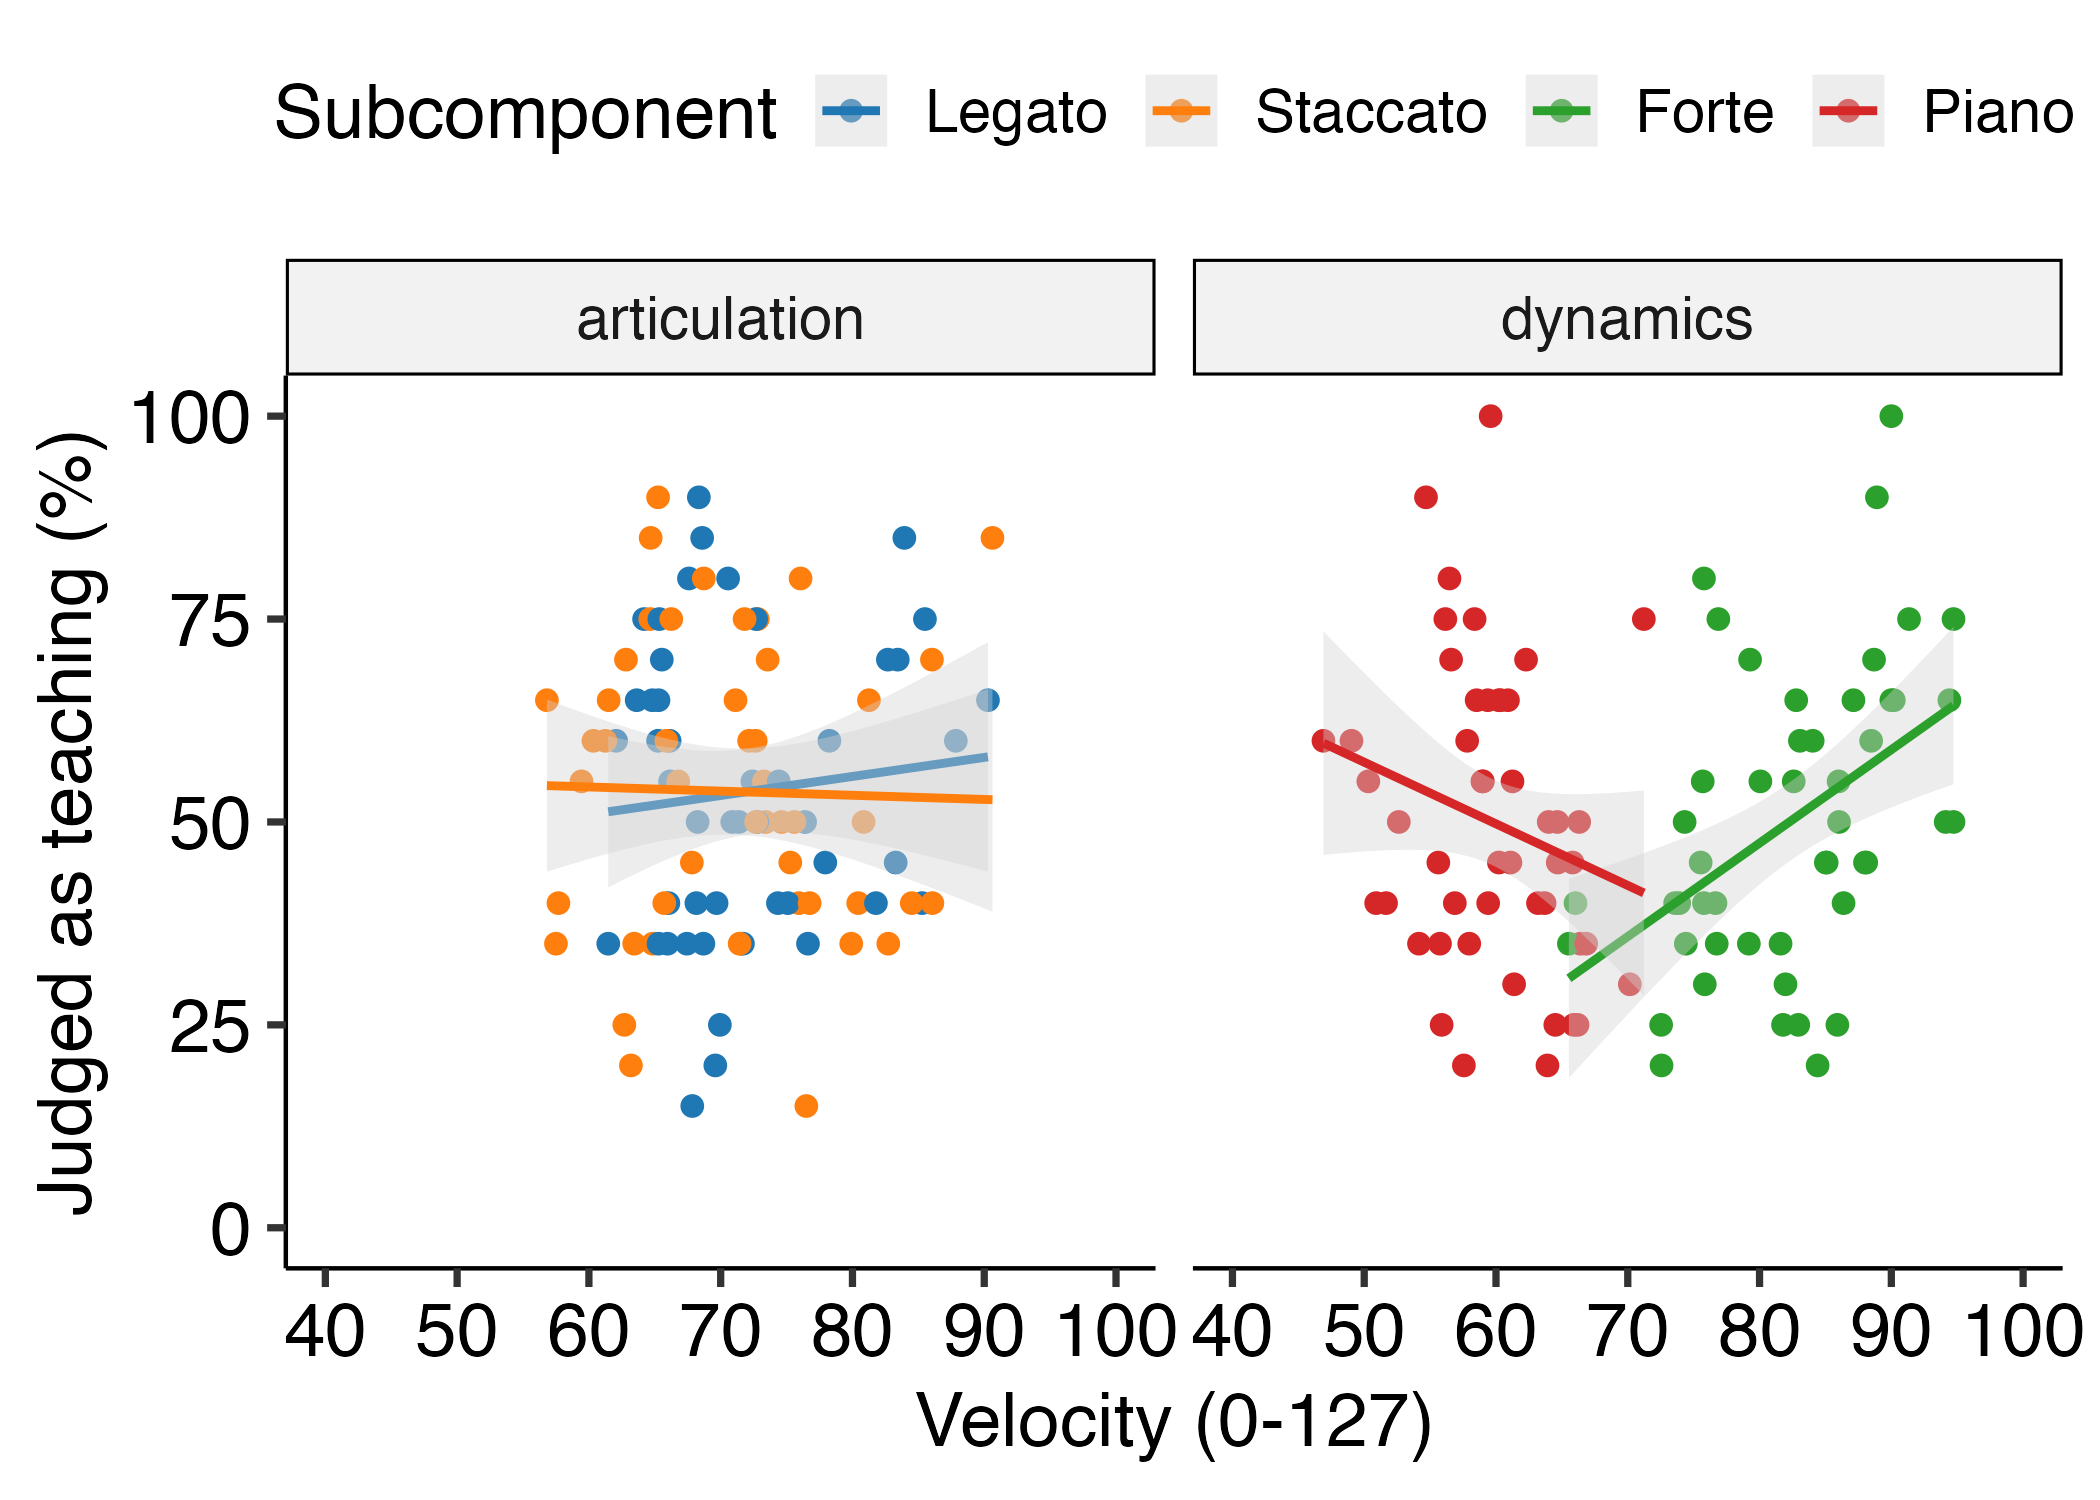 Subcomponent Legato Staccato Forte Piano
articulation dynamics
100
75
50
25
0
Judged as teaching (%)
40 50 60 70 80 90 100 40 50 60 70 80 90 100
Velocity (0-127)